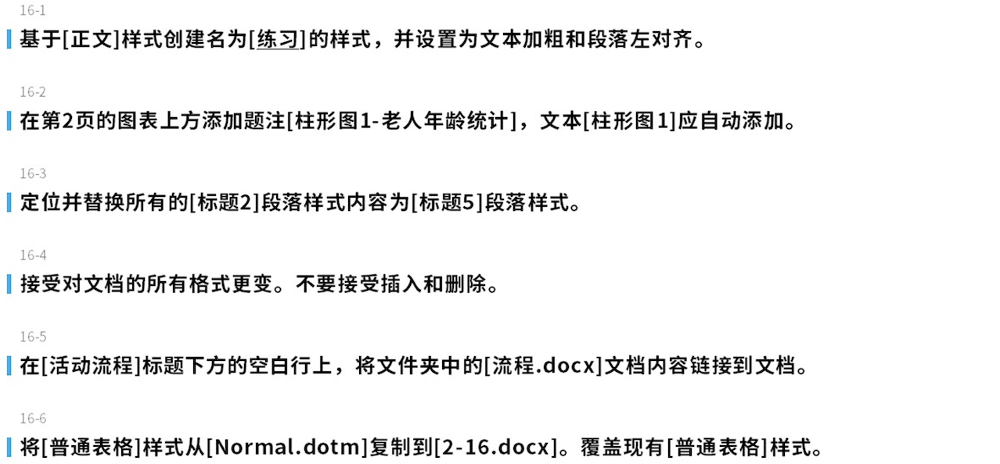 16-1
基于[正文]样式创建名为[练习]的样式，并设置为文本加粗和段落左对齐。
16-2
在第2页的图表上方添加题注[柱形图1-老人年龄统计]，文本[柱形图1]应自动添加。
16-3
定位并替换所有的[标题2]段落样式内容为[标题5]段落样式。
16-4
接受对文档的所有格式更变。不要接受插入和删除。
16-5
在[活动流程]标题下方的空白行上，将文件夹中的[流程.docx]文档内容链接到文档。
16-6
将[普通表格]样式从[Normal.dotm]复制到[2-16.docx]。覆盖现有[普通表格]样式。